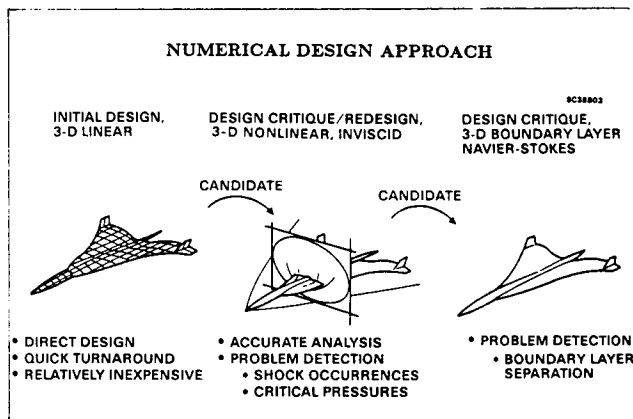 NUMERICAL DESIGN APPROACH
SC38803
INITIAL DESIGN,
3-D LINEAR
DESIGN CRITIQUE/REDESIGN,
3-D NONLINEAR, INVISCID
DESIGN CRITIQUE,
3-D BOUNDARY LAYER
NAVIER-STOKES
CANDIDATE
CANDIDATE
• DIRECT DESIGN
• QUICK TURNAROUND
• RELATIVELY INEXPENSIVE
• ACCURATE ANALYSIS
• PROBLEM DETECTION
• SHOCK OCCURRENCES
• CRITICAL PRESSURES
• PROBLEM DETECTION
• BOUNDARY LAYER
SEPARATION